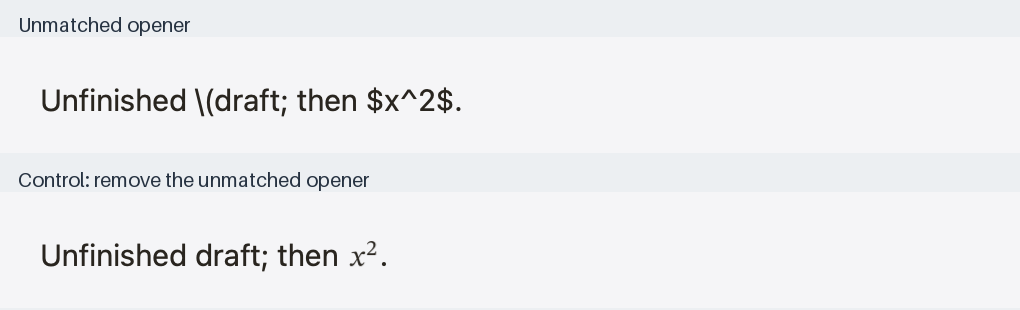 Unmatched opener
Unfinished \(draft; then $x^2$.
Control: remove the unmatched opener
Unfinished draft; then x².